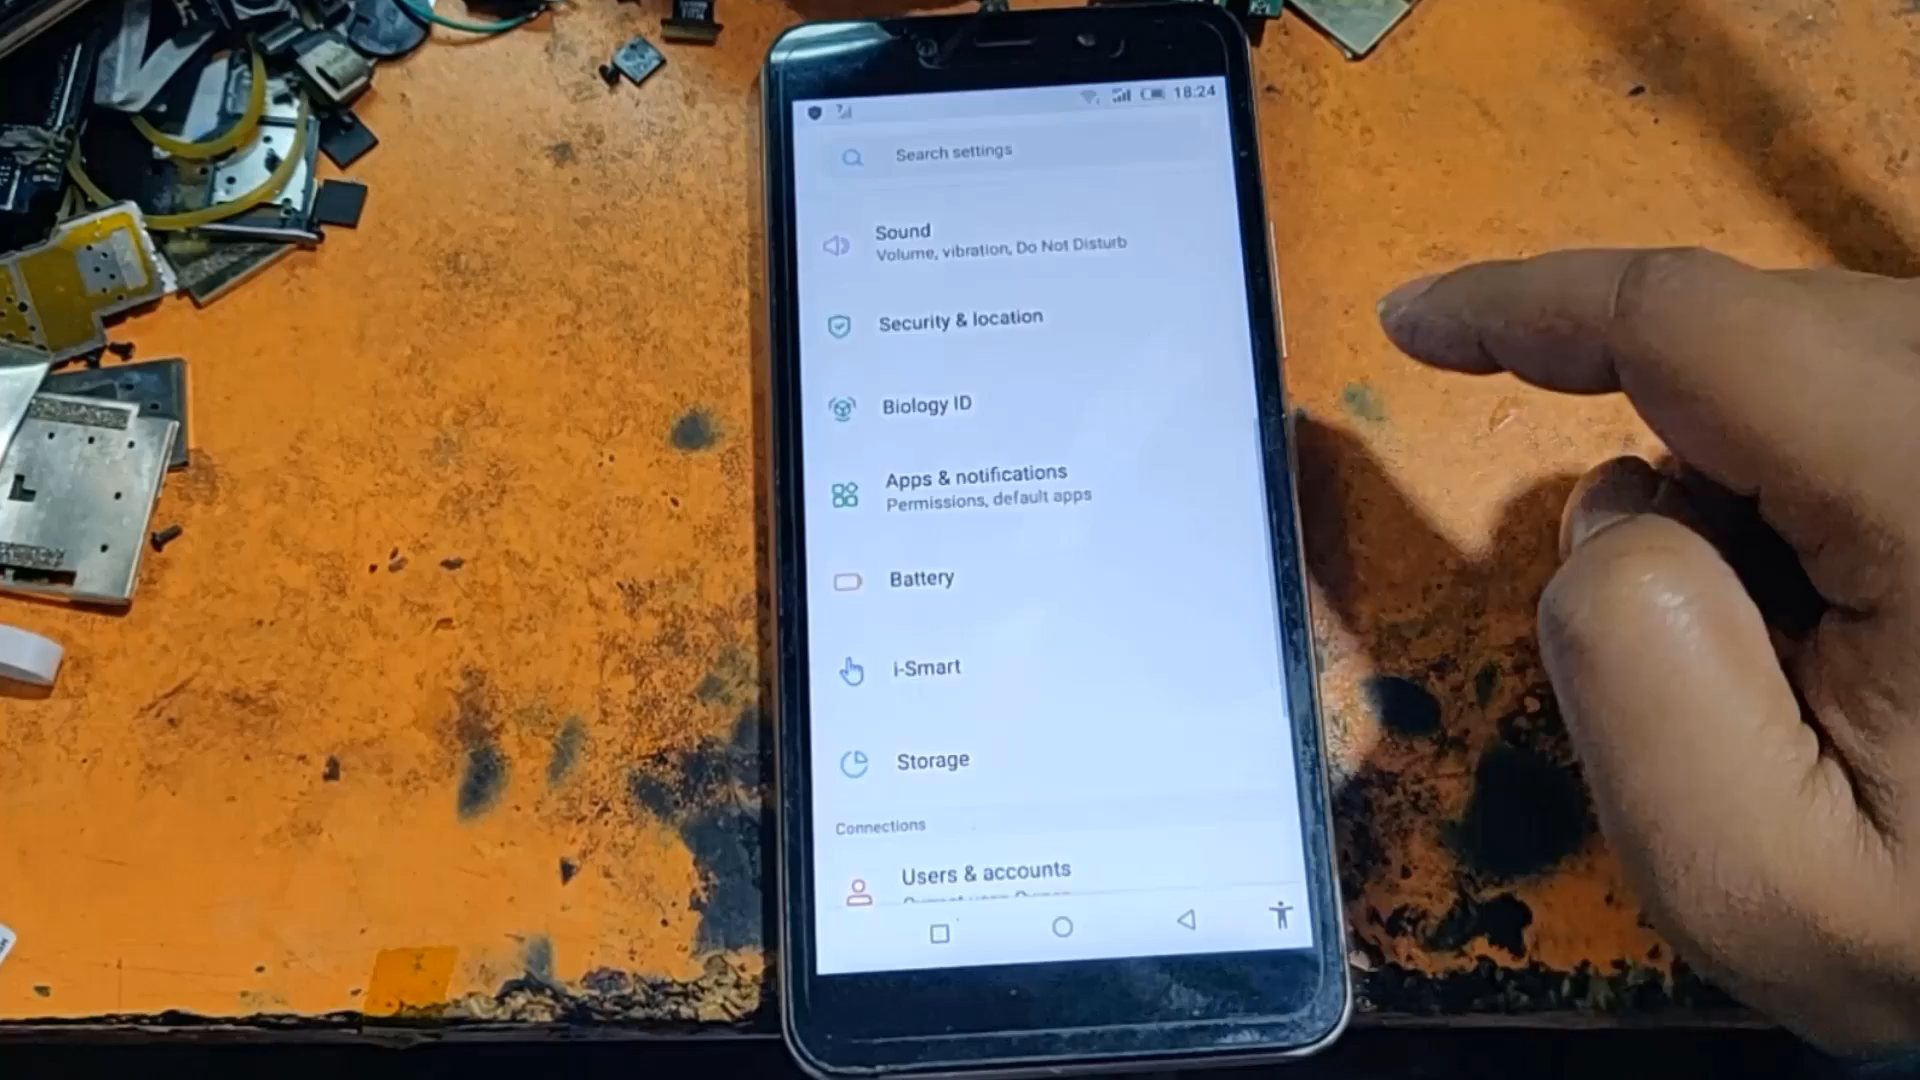 18:24
Search settings
Sound
Volume, vibration, Do Not Disturb
Security & location
Biology ID
Apps & notifications
Permissions, default apps
Battery
i-Smart
Storage
Connections
Users & accounts